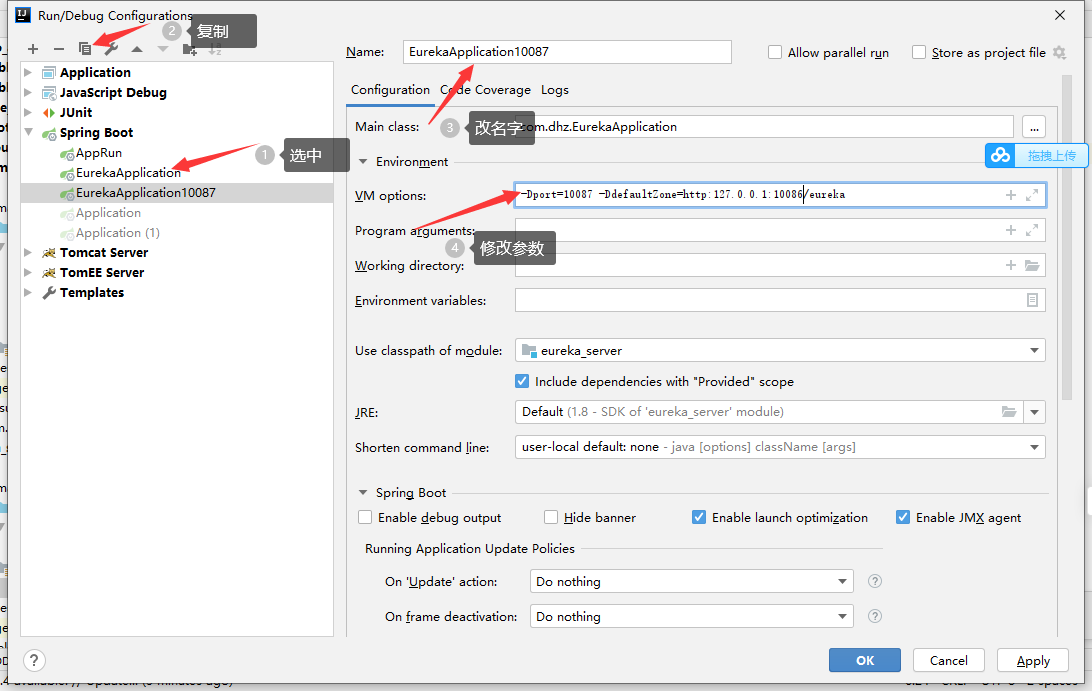 Run/Debug Configurations
2 复制
Application
JavaScript Debug
JUnit
Spring Boot
AppRun
EurekaApplication
1 选中
EurekaApplication10087
Application
Application (1)
Tomcat Server
TomEE Server
Templates
Name: EurekaApplication10087
Allow parallel run
Store as project file
Configuration Code Coverage Logs
3 改名字
Main class: com.dhz.EurekaApplication
...
拖拽上传
Environment
VM options: -Dport=10087 -DdefaultZone=http:127.0.0.1:10086/eureka
Program arguments:
4 修改参数
Working directory:
Environment variables:
Use classpath of module: eureka_server
Include dependencies with "Provided" scope
JRE: Default (1.8 - SDK of 'eureka_server' module)
Shorten command line: user-local default: none - java [options] className [args]
Spring Boot
Enable debug output
Hide banner
Enable launch optimization
Enable JMX agent
Running Application Update Policies
On 'Update' action: Do nothing ?
On frame deactivation: Do nothing ?
? OK Cancel Apply